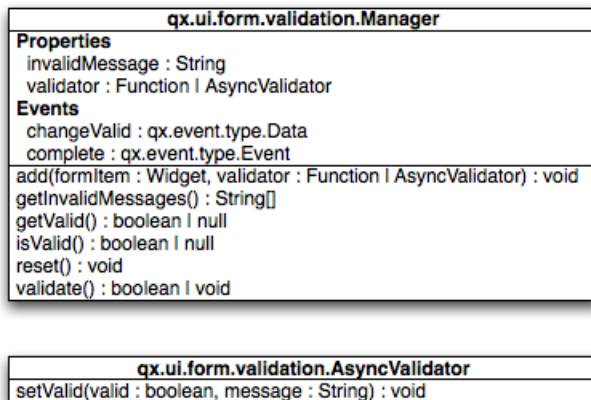 qx.ui.form.validation.Manager
Properties
invalidMessage : String
validator : Function | AsyncValidator
Events
changeValid : qx.event.type.Data
complete : qx.event.type.Event
add(formItem : Widget, validator : Function | AsyncValidator) : void
getInvalidMessages() : String[]
getValid() : boolean | null
isValid() : boolean | null
reset() : void
validate() : boolean | void
qx.ui.form.validation.AsyncValidator
setValid(valid : boolean, message : String) : void